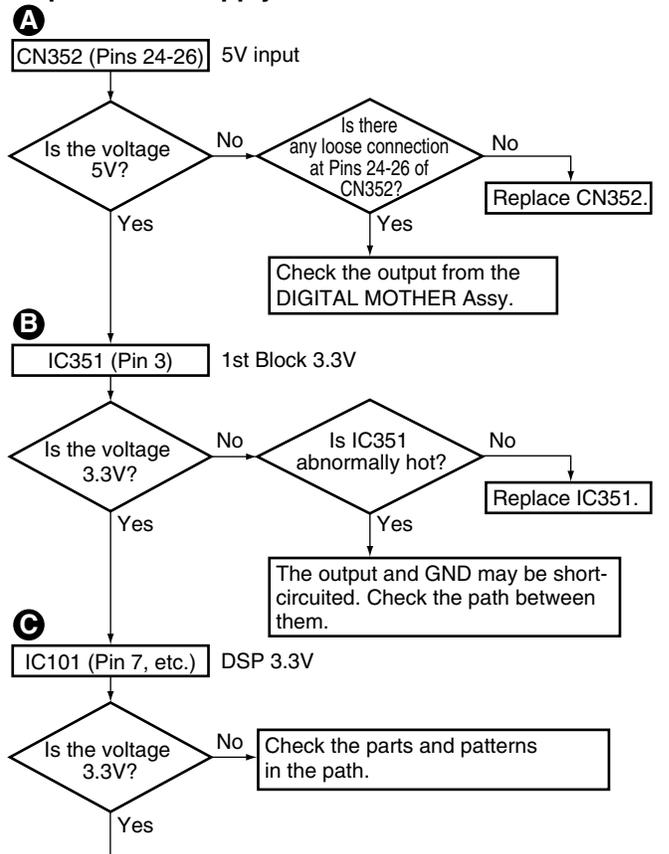 A
CN352 (Pins 24-26) 5V input
Is the voltage
5V?
No
Is there
any loose connection
at Pins 24-26 of
CN352?
No
Replace CN352.
Yes
Yes
Check the output from the
DIGITAL MOTHER Assy.
B
IC351 (Pin 3) 1st Block 3.3V
Is the voltage
3.3V?
No
Is IC351
abnormally hot?
No
Replace IC351.
Yes
Yes
The output and GND may be short-
circuited. Check the path between
them.
C
IC101 (Pin 7, etc.) DSP 3.3V
Is the voltage
3.3V?
No
Check the parts and patterns
in the path.
Yes